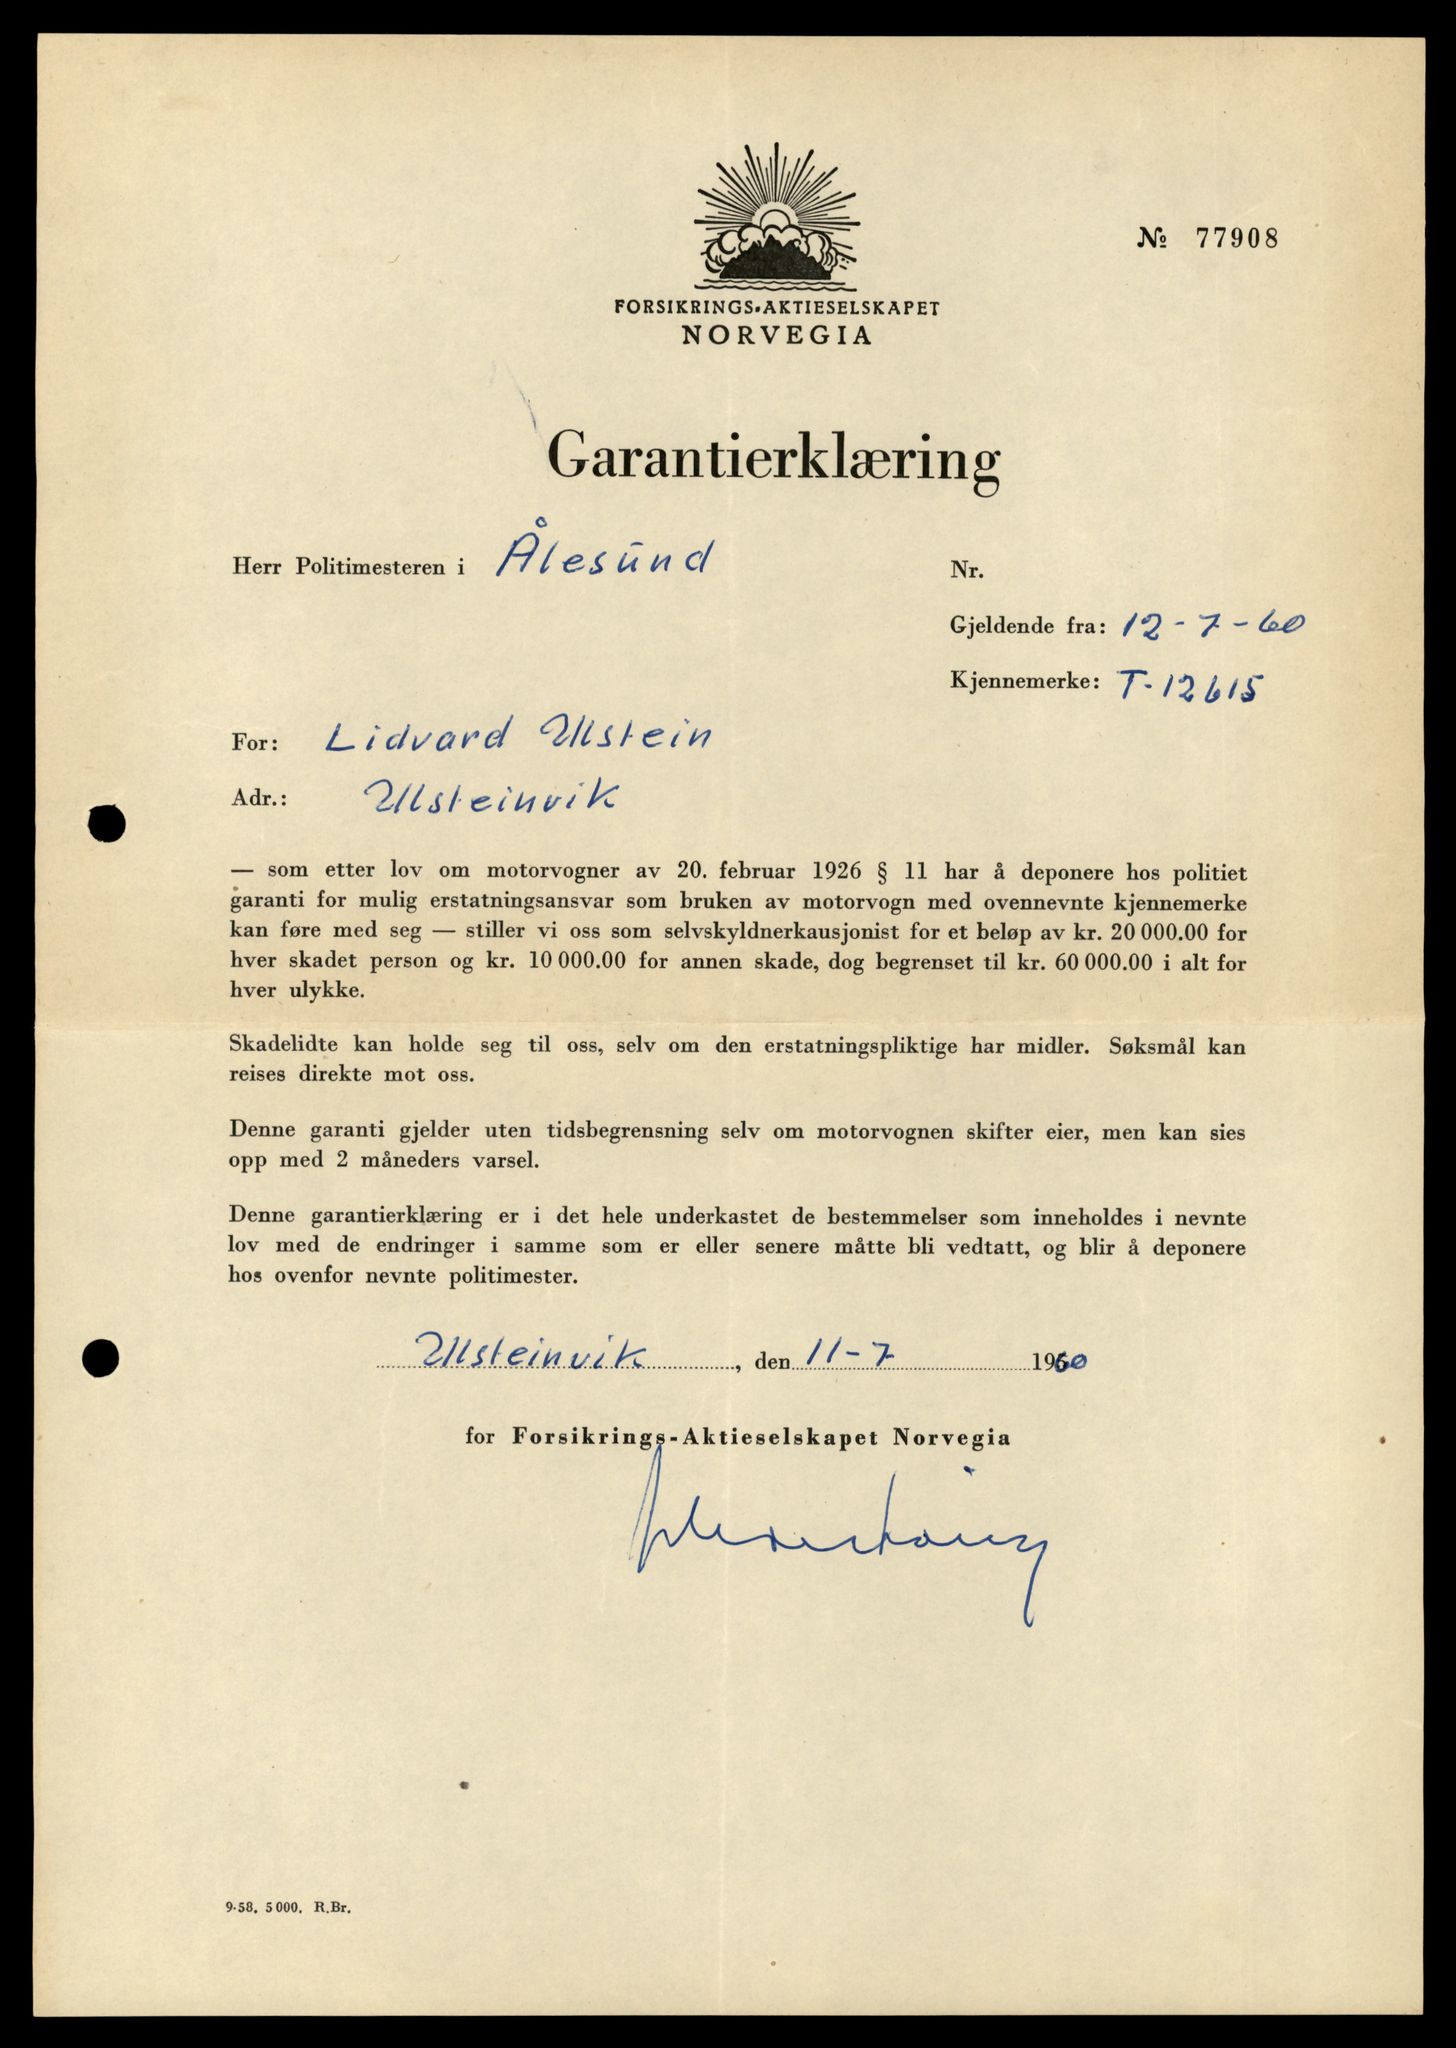 № 77908
FORSIKRINGS-AKTIESELSKAPET
NORVEGIA
Garantierklæring
Herr Politimesteren i Ålesund
Nr.
Gjeldende fra: 12-7-60
Kjennemerke: T-12615
For: Lidvard Ulstein
Adr.: Ulsteinvik
— som etter lov om motorvogner av 20. februar 1926 § 11 har å deponere hos politiet
garanti for mulig erstatningsansvar som bruken av motorvogn med ovennevnte kjennemerke
kan føre med seg — stiller vi oss som selvskyldnerkausjonist for et beløp av kr. 20 000.00 for
hver skadet person og kr. 10 000.00 for annen skade, dog begrenset til kr. 60 000.00 i alt for
hver ulykke.
Skadelidte kan holde seg til oss, selv om den erstatningspliktige har midler. Søksmål kan
reises direkte mot oss.
Denne garanti gjelder uten tidsbegrensning selv om motorvognen skifter eier, men kan sies
opp med 2 måneders varsel.
Denne garantierklæring er i det hele underkastet de bestemmelser som inneholdes i nevnte
lov med de endringer i samme som er eller senere måtte bli vedtatt, og blir å deponere
hos ovenfor nevnte politimester.
Ulsteinvik, den 11-7 1960
for Forsikrings-Aktieselskapet Norvegia
9-58. 5 000. R.Br.